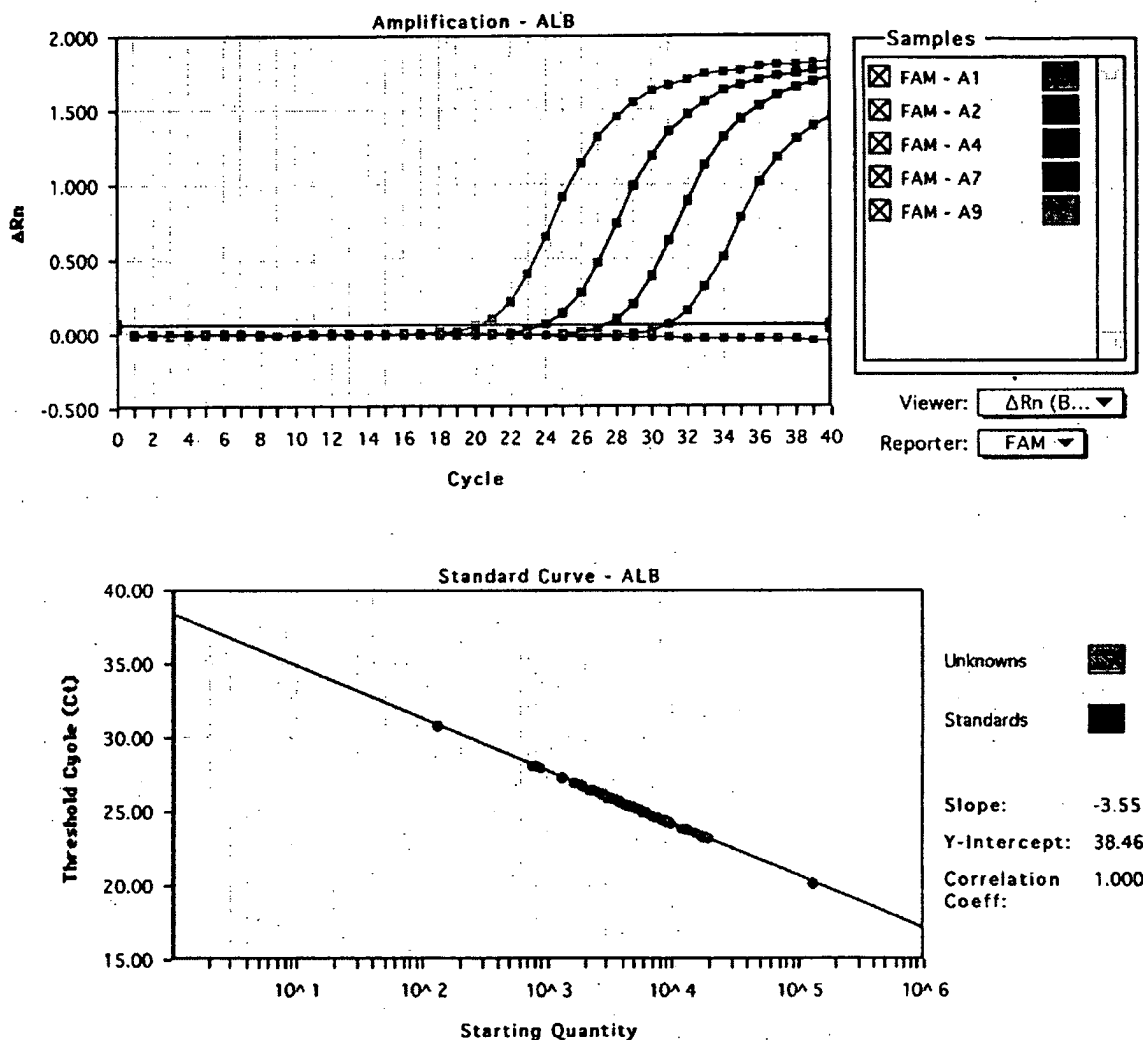 Amplification - ALB
2.000
1.500
1.000
0.500
0.000
-0.500
ΔRn
0 2 4 6 8 10 12 14 16 18 20 22 24 26 28 30 32 34 36 38 40
Cycle
Samples
FAM - A1
FAM - A2
FAM - A4
FAM - A7
FAM - A9
Viewer: ΔRn (B... ▼
Reporter: FAM ▼
Standard Curve - ALB
40.00
35.00
30.00
25.00
20.00
15.00
Threshold Cycle (Ct)
10^1 10^2 10^3 10^4 10^5 10^6
Starting Quantity
Unknowns
Standards
Slope: -3.55
Y-Intercept: 38.46
Correlation 1.000
Coeff: